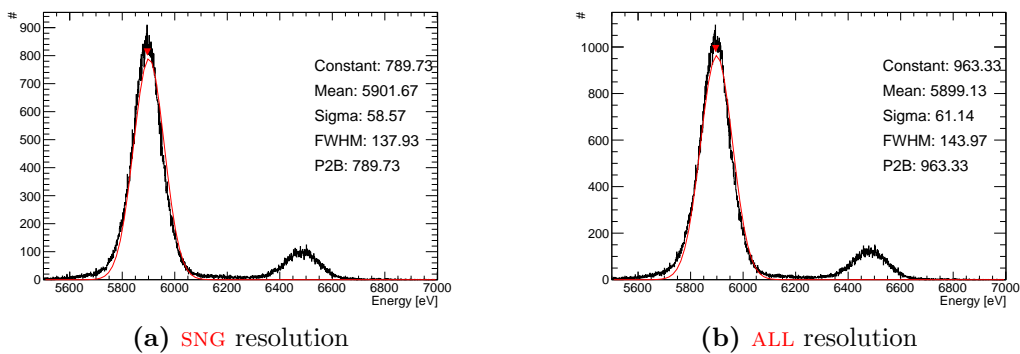 #
900
800
700
600
500
400
300
200
100
0
Constant: 789.73
Mean: 5901.67
Sigma: 58.57
FWHM: 137.93
P2B: 789.73
5600 5800 6000 6200 6400 6600 6800 7000
Energy [eV]
(a) SNG resolution
#
1000
800
600
400
200
0
Constant: 963.33
Mean: 5899.13
Sigma: 61.14
FWHM: 143.97
P2B: 963.33
5600 5800 6000 6200 6400 6600 6800 7000
Energy [eV]
(b) ALL resolution